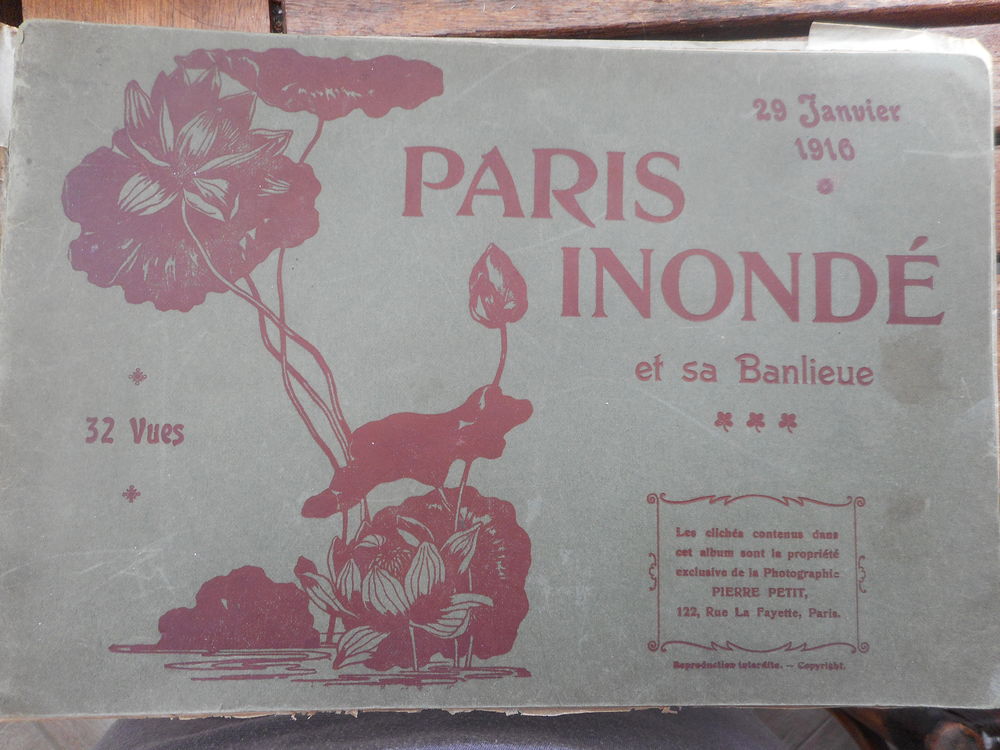 29 Janvier
1916
PARIS
INONDÉ
et sa Banlieue
32 Vues
Les clichés contenus dans
cet album sont la propriété
exclusive de la Photographie
PIERRE PETIT,
122, Rue La Fayette, Paris.
Reproduction interdite. — Copyright.